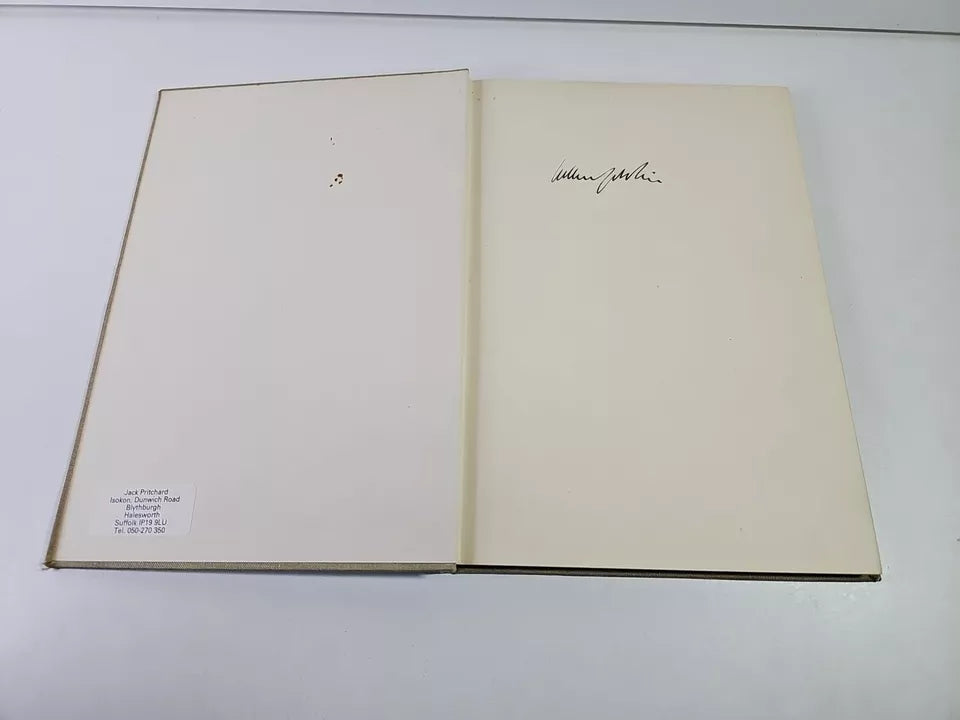 Jack Pritchard
Isokon, Dunwich Road
Blythburgh
Halesworth
Suffolk IP19 9LU
Tel. 050-270 350